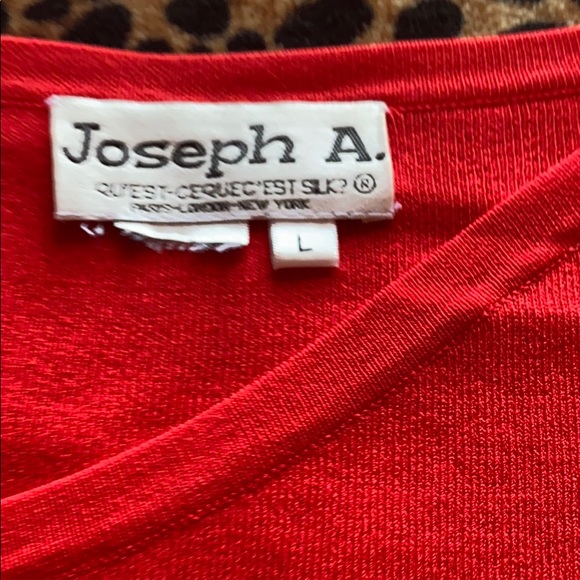 Joseph A.
QU'EST-CEQUEC'EST SILK? ®
PARIS-LONDON-NEW YORK
L